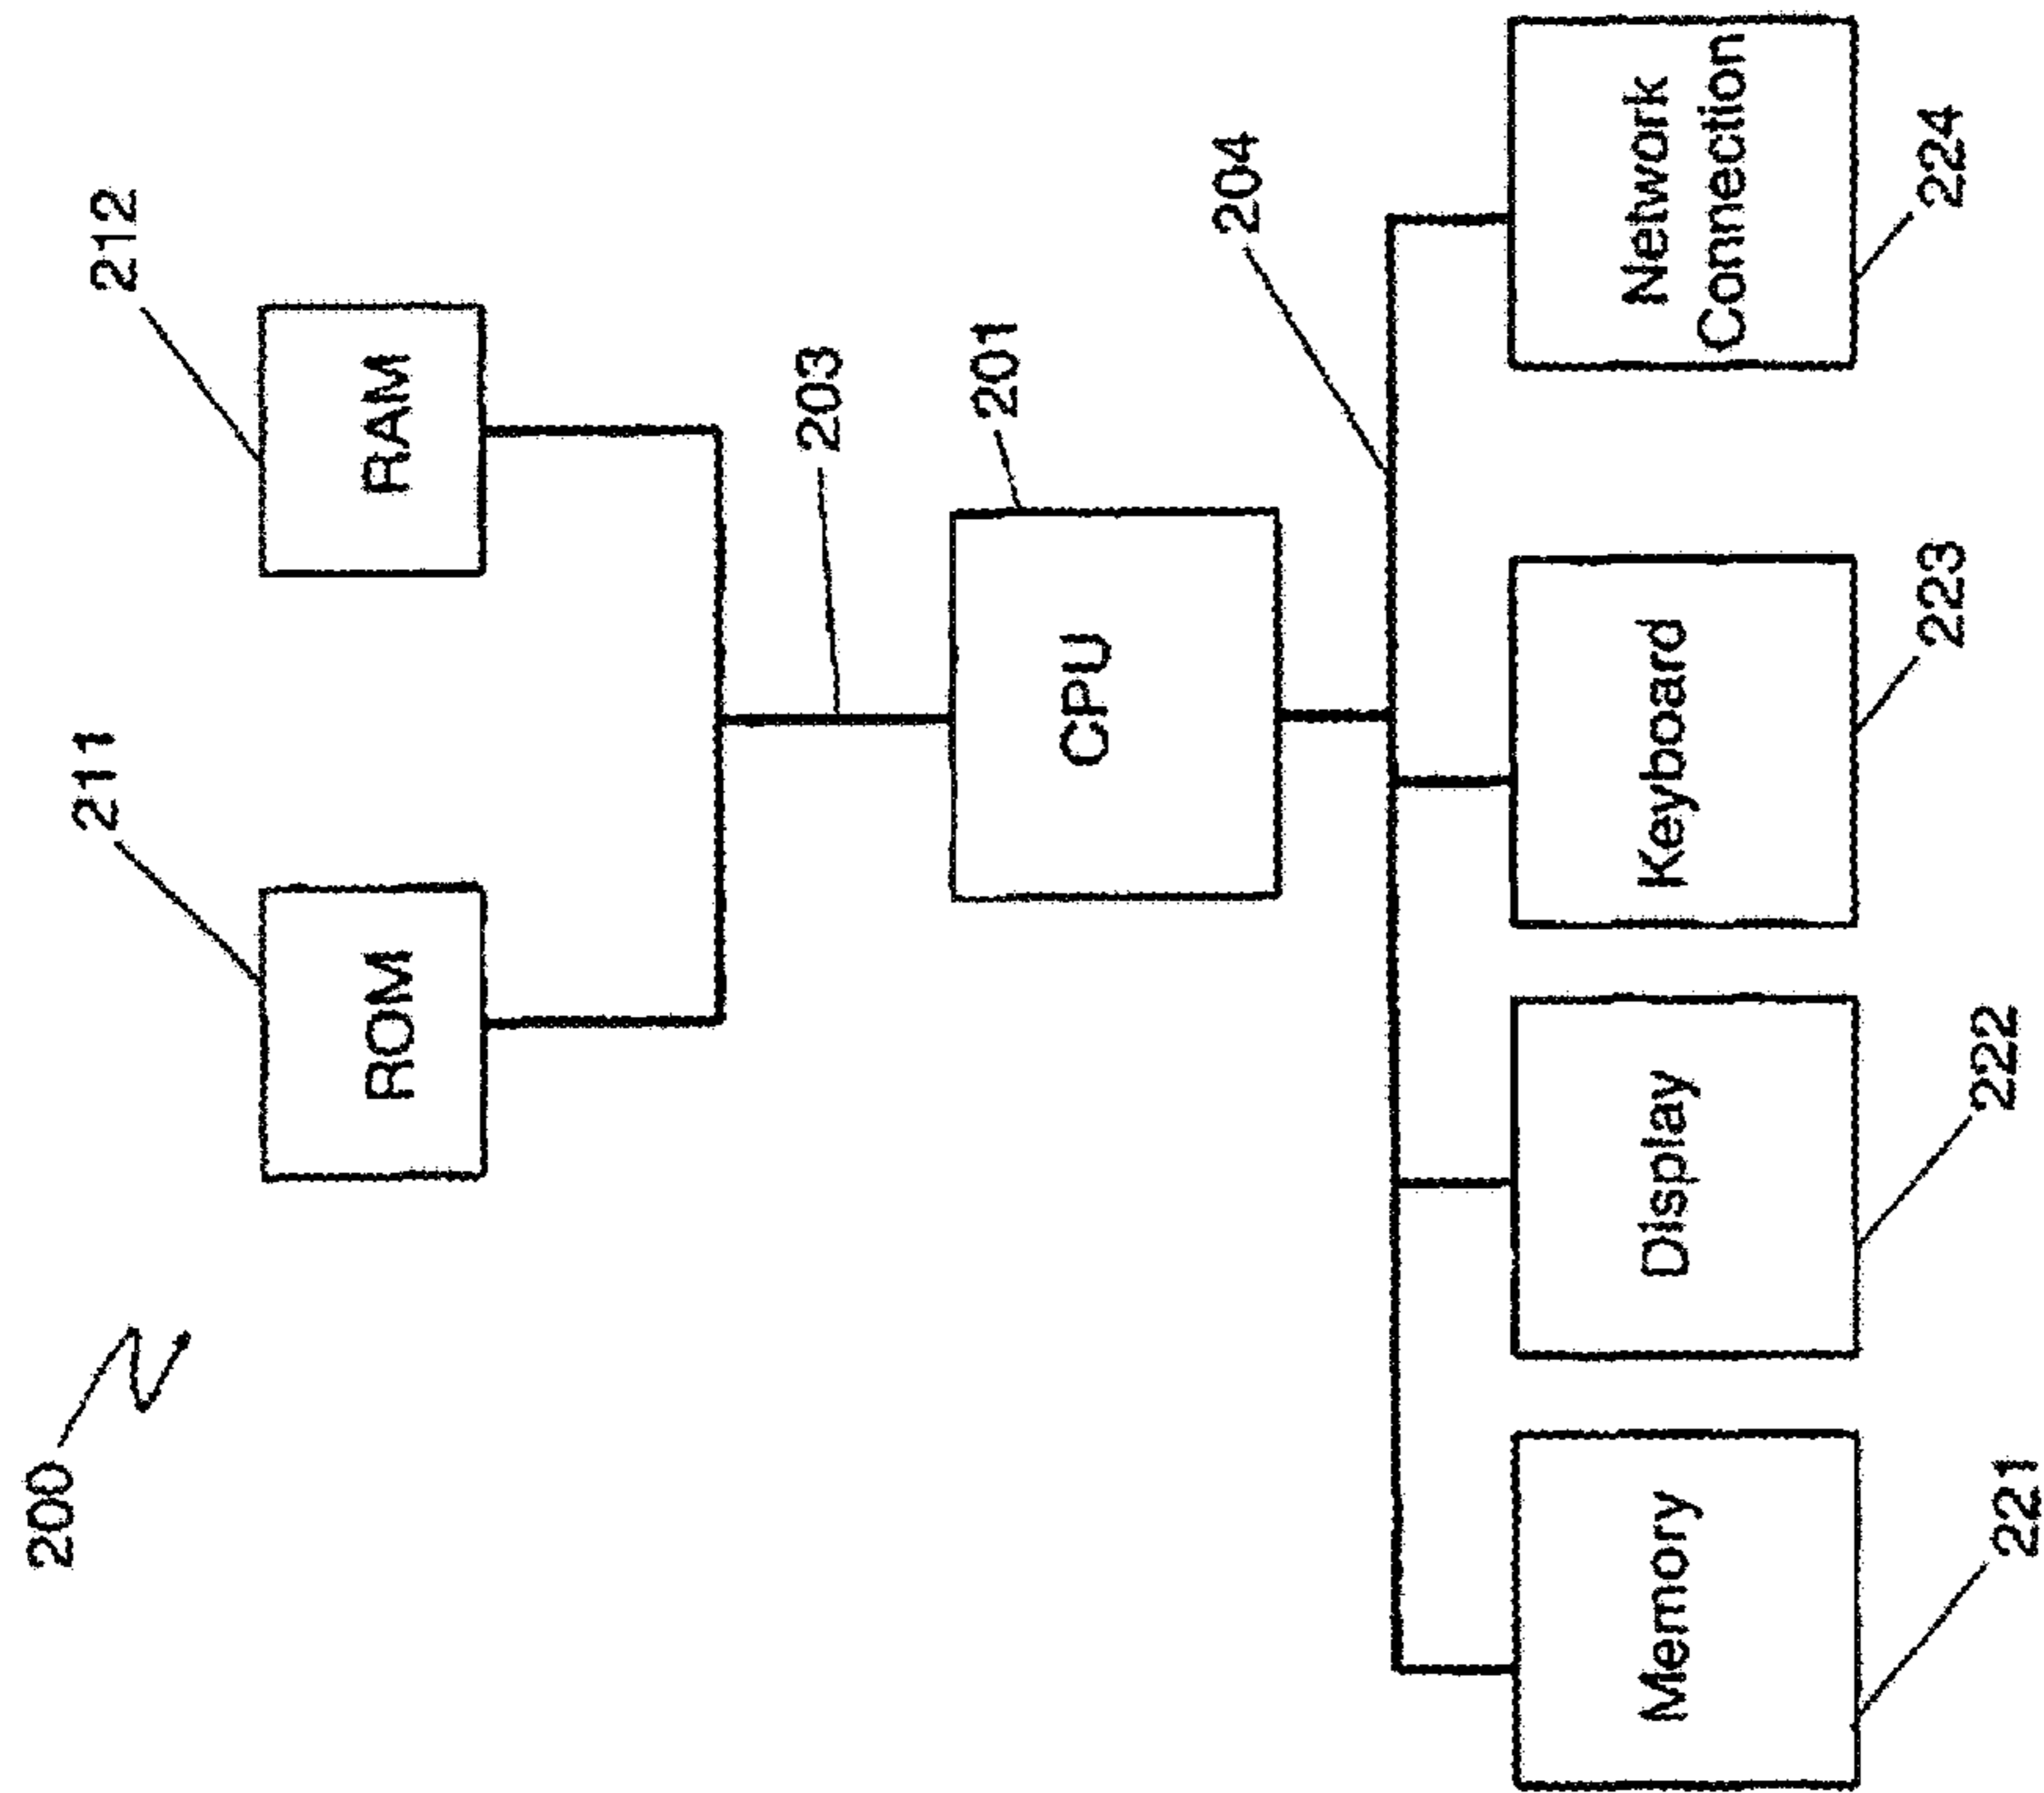 200
211
212
ROM
RAM
203
201
CPU
204
Memory
Display
Keyboard
Network
Connection
221
222
223
224